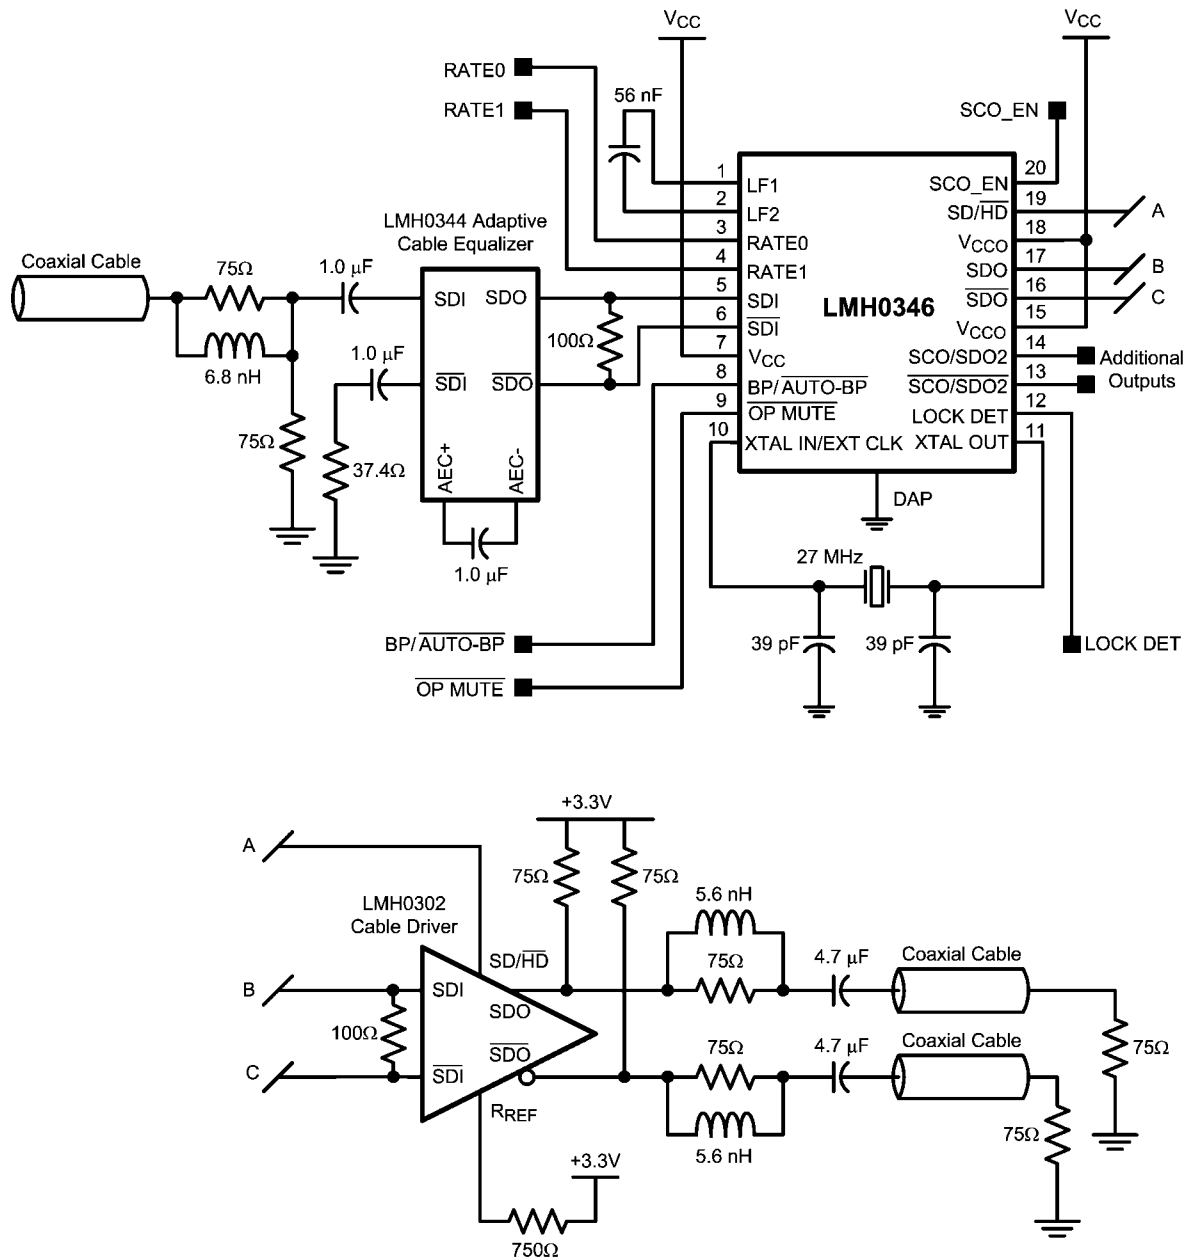 VCC
VCC
RATE0
RATE1
56 nF
SCO_EN
1
2
3
4
5
6
7
8
9
10
LF1
LF2
RATE0
RATE1
SDI
SDI
VCC
BP/AUTO-BP
OP MUTE
XTAL IN/EXT CLK
LMH0346
SCO_EN
SD/HD
VCCO
SDO
SDO
VCCO
SCO/SDO2
SCO/SDO2
LOCK DET
XTAL OUT
20
19
18
17
16
15
14
13
12
11
A
B
C
Additional
Outputs
DAP
LMH0344 Adaptive
Cable Equalizer
Coaxial Cable
75Ω
6.8 nH
75Ω
1.0 μF
1.0 μF
37.4Ω
SDI
SDO
SDI
SDO
AEC+
AEC-
1.0 μF
100Ω
27 MHz
39 pF
39 pF
BP/AUTO-BP
OP MUTE
LOCK DET
+3.3V
A
75Ω
75Ω
LMH0302
Cable Driver
5.6 nH
SD/HD
75Ω
4.7 μF
Coaxial Cable
B
SDI
SDO
100Ω
SDO
75Ω
4.7 μF
Coaxial Cable
75Ω
C
SDI
RREF
5.6 nH
75Ω
+3.3V
750Ω